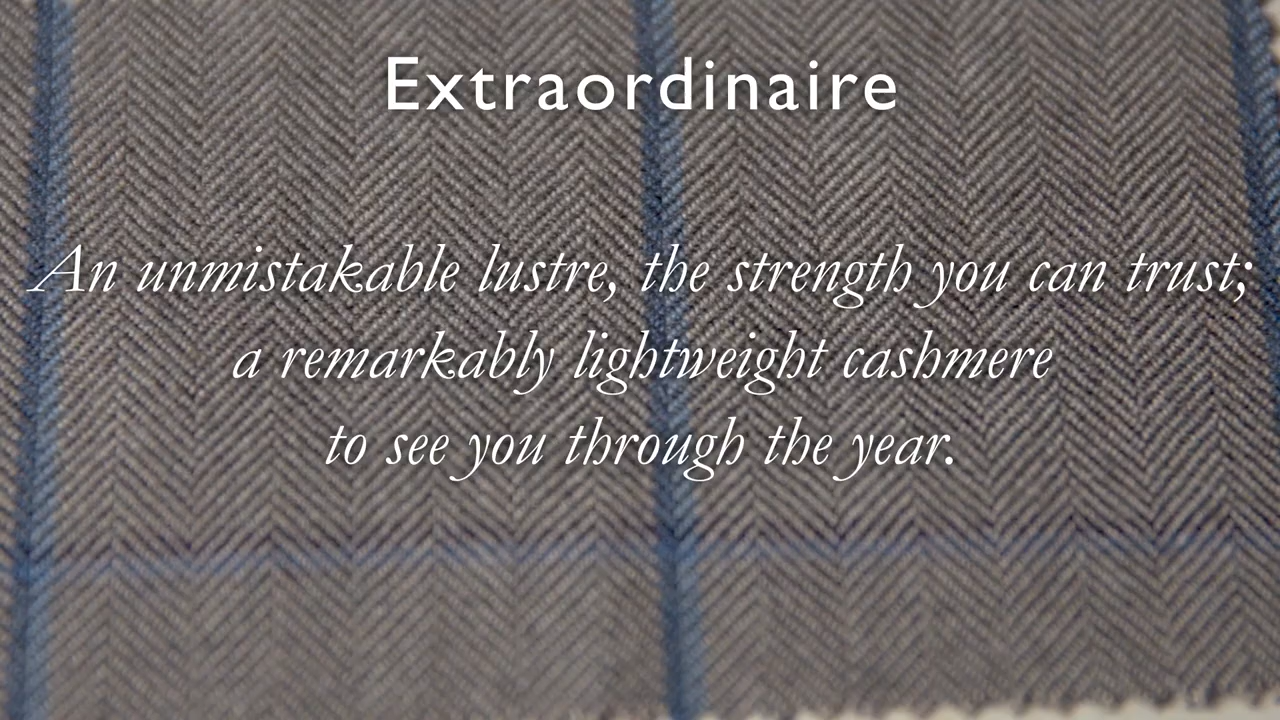 Extraordinaire
An unmistakable lustre, the strength you can trust;
a remarkably lightweight cashmere
to see you through the year.